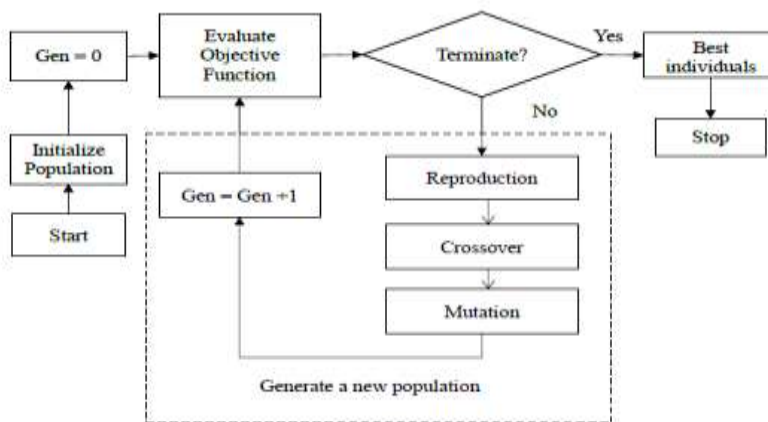 Gen = 0
Evaluate
Objective
Function
Terminate?
Yes
Best
individuals
No
Stop
Initialize
Population
Start
Gen = Gen +1
Reproduction
Crossover
Mutation
Generate a new population